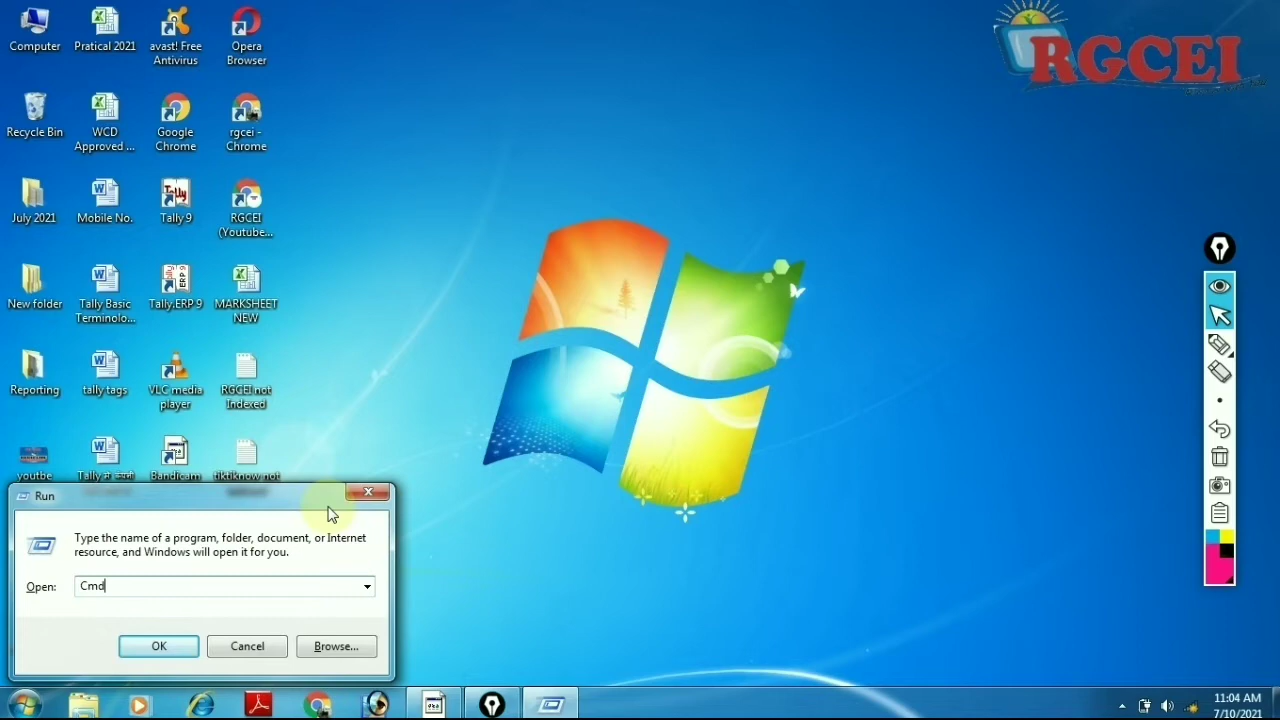 Computer
Pratical 2021
avast! Free
Antivirus
Opera
Browser
RGCEI
Recycle Bin
WCD
Approved ...
Google
Chrome
rgcei -
Chrome
July 2021
Mobile No.
Tally 9
RGCEI
(Youtube...
New folder
Tally Basic
Terminolo...
Tally.ERP 9
MARKSHEET
NEW
Reporting
tally tags
VLC media
player
RGCEI not
Indexed
youtbe
Bandicam
tiktiknow not
Run
Type the name of a program, folder, document, or Internet
resource, and Windows will open it for you.
Open:
Cmd
OK
Cancel
Browse...
11:04 AM
7/10/2021